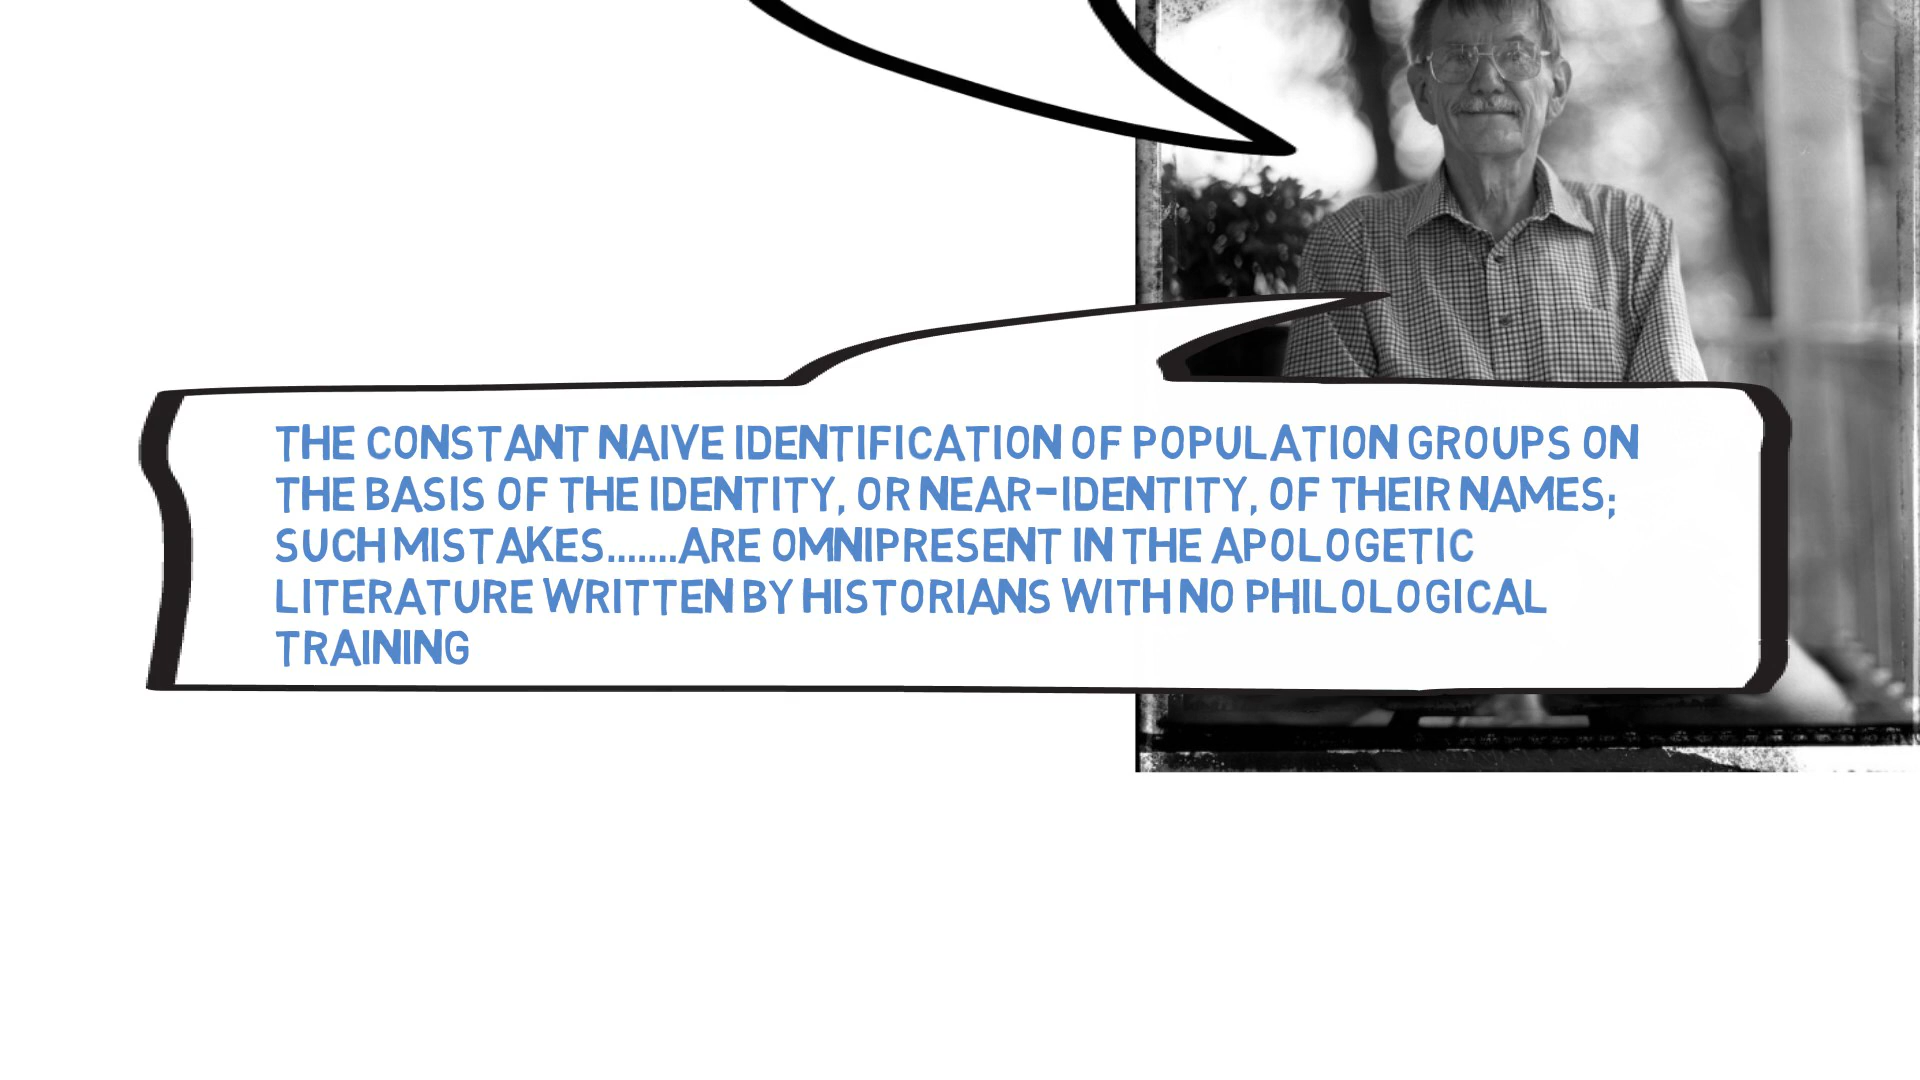 THE CONSTANT NAIVE IDENTIFICATION OF POPULATION GROUPS ON
THE BASIS OF THE IDENTITY, OR NEAR-IDENTITY, OF THEIR NAMES;
SUCH MISTAKES.......ARE OMNIPRESENT IN THE APOLOGETIC
LITERATURE WRITTEN BY HISTORIANS WITH NO PHILOLOGICAL
TRAINING